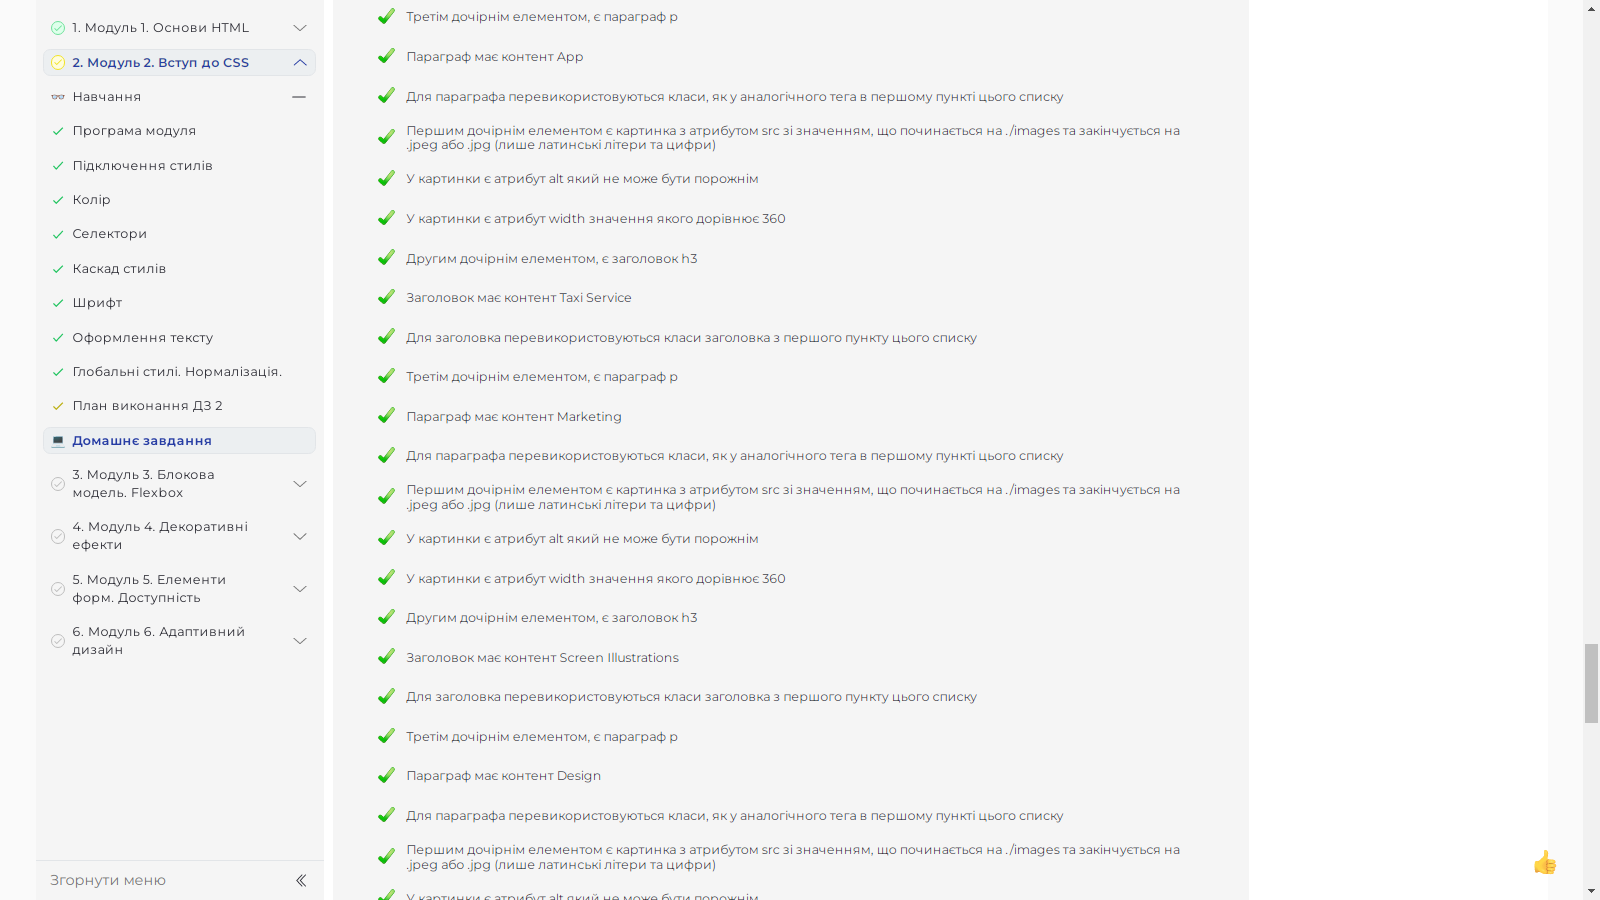 1. Модуль 1. Основи HTML
2. Модуль 2. Вступ до CSS
Навчання
Програма модуля
Підключення стилів
Колір
Селектори
Каскад стилів
Шрифт
Оформлення тексту
Глобальні стилі. Нормалізація.
План виконання ДЗ 2
Домашнє завдання
3. Модуль 3. Блокова
модель. Flexbox
4. Модуль 4. Декоративні
ефекти
5. Модуль 5. Елементи
форм. Доступність
6. Модуль 6. Адаптивний
дизайн
Згорнути меню
Третім дочірнім елементом, є параграф p
Параграф має контент App
Для параграфа перевикористовуються класи, як у аналогічного тега в першому пункті цього списку
Першим дочірнім елементом є картинка з атрибутом src зі значенням, що починається на ./images та закінчується на
.jpeg або .jpg (лише латинські літери та цифри)
У картинки є атрибут alt який не може бути порожнім
У картинки є атрибут width значення якого дорівнює 360
Другим дочірнім елементом, є заголовок h3
Заголовок має контент Taxi Service
Для заголовка перевикористовуються класи заголовка з першого пункту цього списку
Третім дочірнім елементом, є параграф p
Параграф має контент Marketing
Для параграфа перевикористовуються класи, як у аналогічного тега в першому пункті цього списку
Першим дочірнім елементом є картинка з атрибутом src зі значенням, що починається на ./images та закінчується на
.jpeg або .jpg (лише латинські літери та цифри)
У картинки є атрибут alt який не може бути порожнім
У картинки є атрибут width значення якого дорівнює 360
Другим дочірнім елементом, є заголовок h3
Заголовок має контент Screen Illustrations
Для заголовка перевикористовуються класи заголовка з першого пункту цього списку
Третім дочірнім елементом, є параграф p
Параграф має контент Design
Для параграфа перевикористовуються класи, як у аналогічного тега в першому пункті цього списку
Першим дочірнім елементом є картинка з атрибутом src зі значенням, що починається на ./images та закінчується на
.jpeg або .jpg (лише латинські літери та цифри)
У картинки є атрибут alt який не може бути порожнім